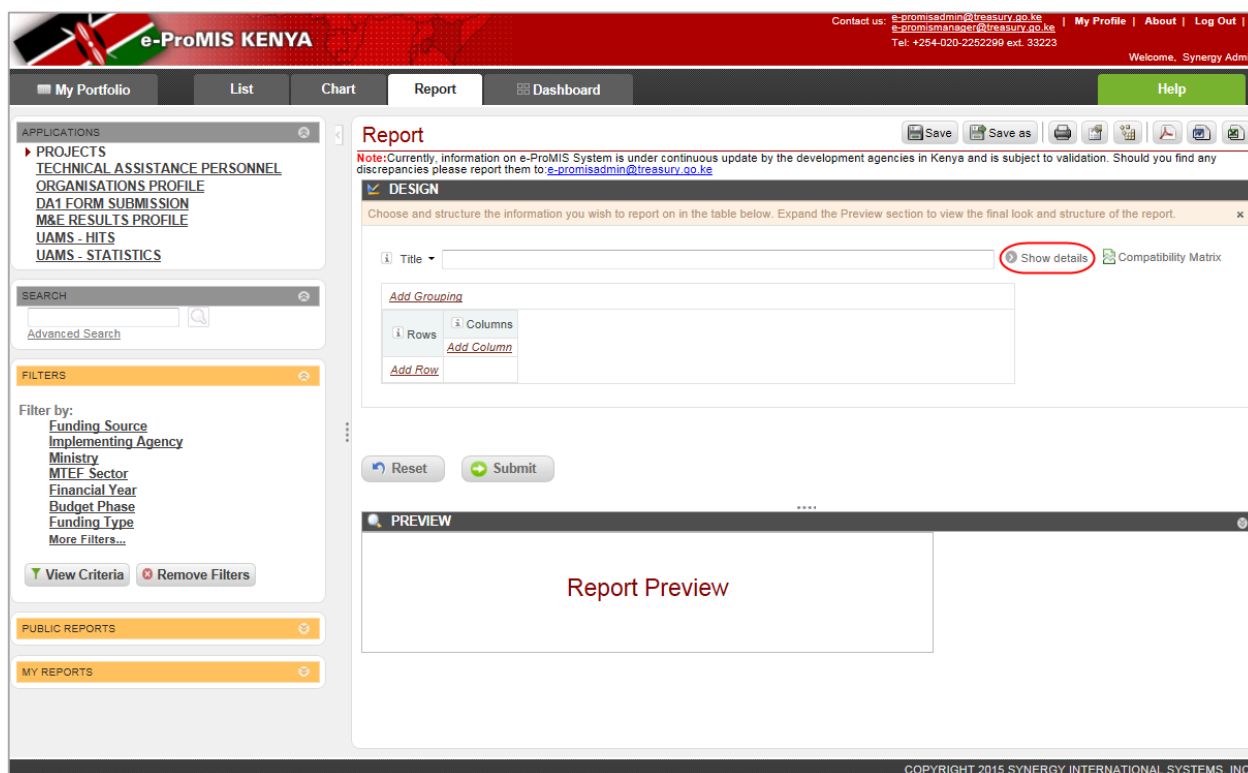 e-ProMIS KENYA
Contact us: e-promisadmin@treasury.go.ke | My Profile | About | Log Out |
e-promismanager@treasury.go.ke
Tel: +254-020-2252299 ext. 33223
Welcome, Synergy Adm
My Portfolio List Chart Report Dashboard Help
APPLICATIONS
PROJECTS
TECHNICAL ASSISTANCE PERSONNEL
ORGANISATIONS PROFILE
DA1 FORM SUBMISSION
M&E RESULTS PROFILE
UAMS - HITS
UAMS - STATISTICS
SEARCH
Advanced Search
FILTERS
Filter by:
Funding Source
Implementing Agency
Ministry
MTEF Sector
Financial Year
Budget Phase
Funding Type
More Filters...
View Criteria Remove Filters
PUBLIC REPORTS
MY REPORTS
Report
Save Save as
Note:Currently, information on e-ProMIS System is under continuous update by the development agencies in Kenya and is subject to validation. Should you find any
discrepancies please report them to:e-promisadmin@treasury.go.ke
DESIGN
Choose and structure the information you wish to report on in the table below. Expand the Preview section to view the final look and structure of the report.
Title Show details Compatibility Matrix
Add Grouping
Rows Columns
Add Column
Add Row
Reset Submit
PREVIEW
Report Preview
COPYRIGHT 2015 SYNERGY INTERNATIONAL SYSTEMS, INC